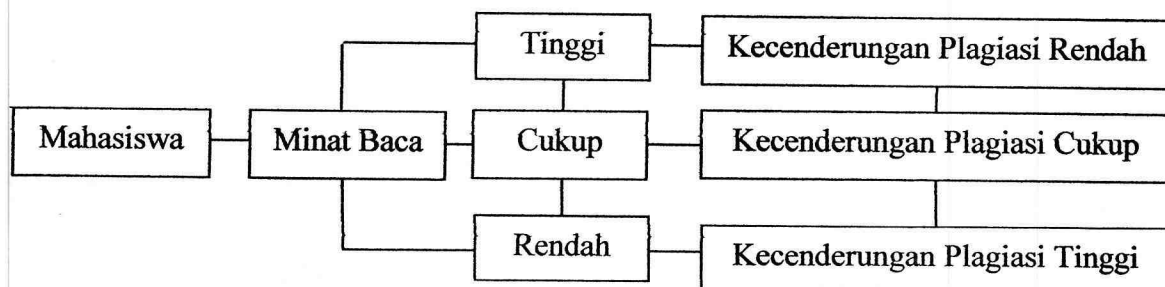 Tinggi
Kecenderungan Plagiasi Rendah
Mahasiswa
Minat Baca
Cukup
Kecenderungan Plagiasi Cukup
Rendah
Kecenderungan Plagiasi Tinggi